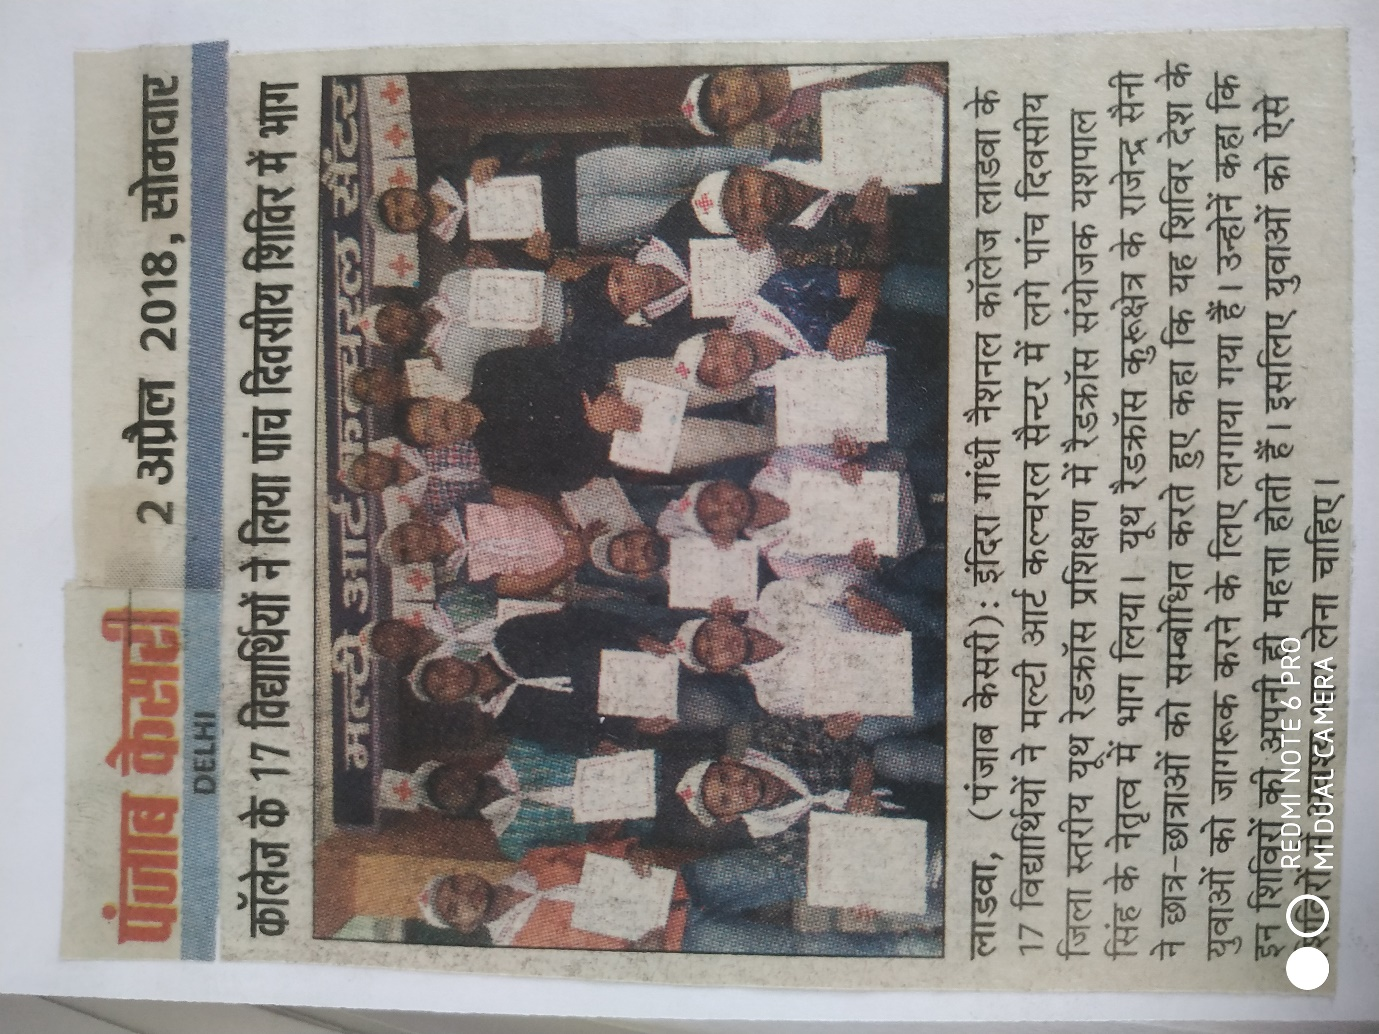 पंजाब केसरी
DELHI
2 अप्रैल 2018, सोमवार
कॉलेज के 17 विद्यार्थियों ने लिया पांच दिवसीय शिविर में भाग
मल्टी आर्ट कल्चरल सैंटर
लाडवा, (पंजाब केसरी): इंदिरा गांधी नैशनल कॉलेज लाडवा के
17 विद्यार्थियों ने मल्टी आर्ट कल्चरल सैन्टर में लगे पांच दिवसीय
जिला स्तरीय यूथ रेडक्रॉस प्रशिक्षण में रैडक्रॉस संयोजक यशपाल
सिंह के नेतृत्व में भाग लिया। यूथ रैडक्रॉस कुरूक्षेत्र के राजेन्द्र सैनी
ने छात्र-छात्राओं को सम्बोधित करते हुए कहा कि यह शिविर देश के
युवाओं को जागरूक करने के लिए लगाया गया हैं। उन्होनें कहा कि
इन शिविरों की अपनी ही महत्ता होती हैं। इसलिए युवाओं को ऐसे
शिविरों में लेना चाहिए।
REDMI NOTE 6 PRO
MI DUAL CAMERA